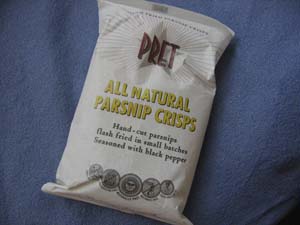 PRET
ALL NATURAL
PARSNIP CRISPS
Hand-cut parsnips
flash fried in small batches
Seasoned with black pepper